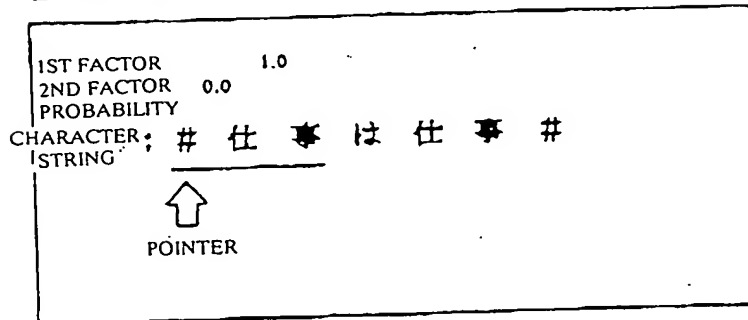 1ST FACTOR 1.0
2ND FACTOR 0.0
PROBABILITY
CHARACTER STRING : # 仕 事 は 仕 事 #
POINTER